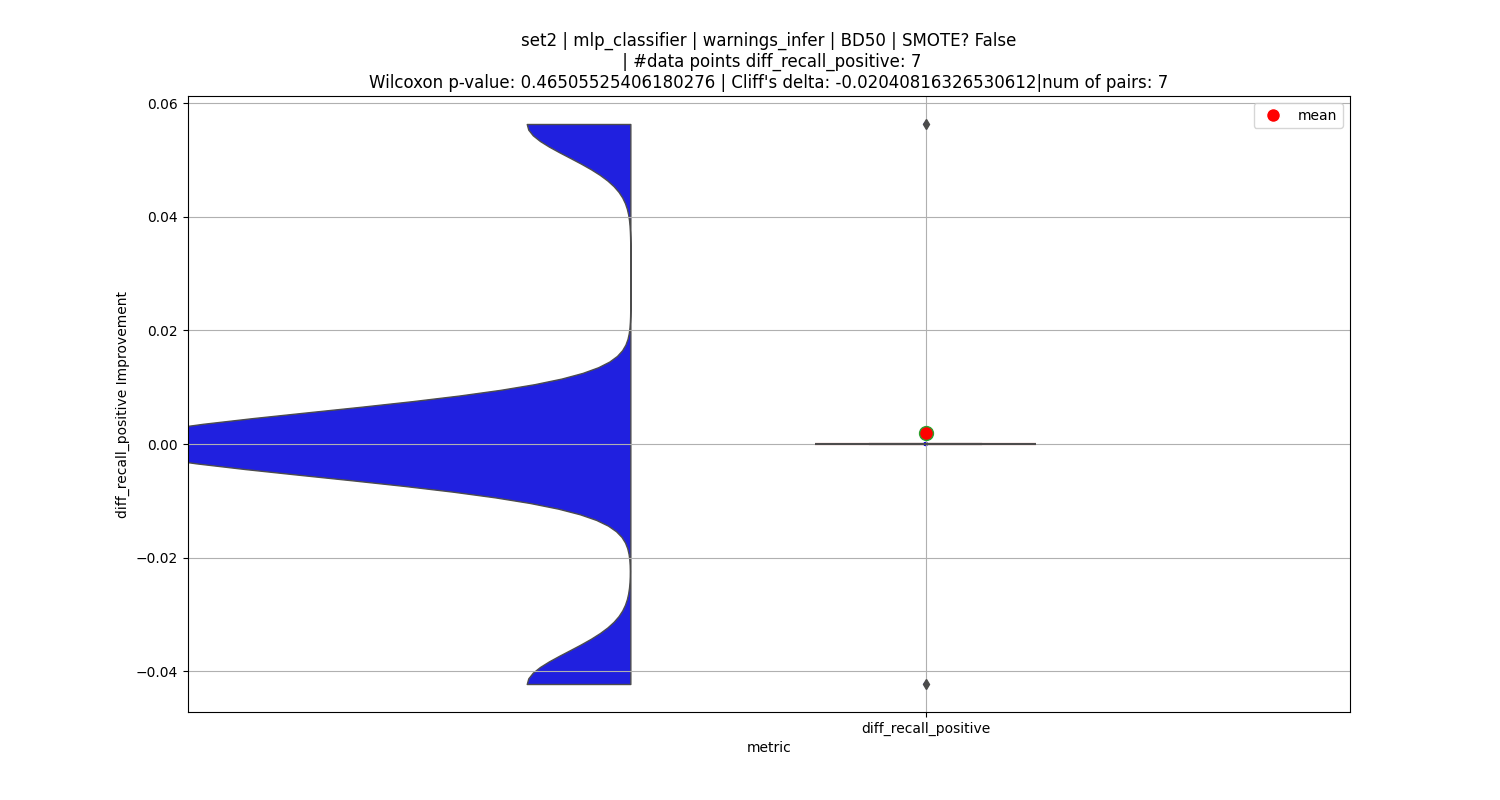 set2 | mlp_classifier | warnings_infer | BD50 | SMOTE? False
| #data points diff_recall_positive: 7
Wilcoxon p-value: 0.46505525406180276 | Cliff's delta: -0.02040816326530612|num of pairs: 7
mean
0.06
0.04
0.02
0.00
−0.02
−0.04
diff_recall_positive Improvement
diff_recall_positive
metric